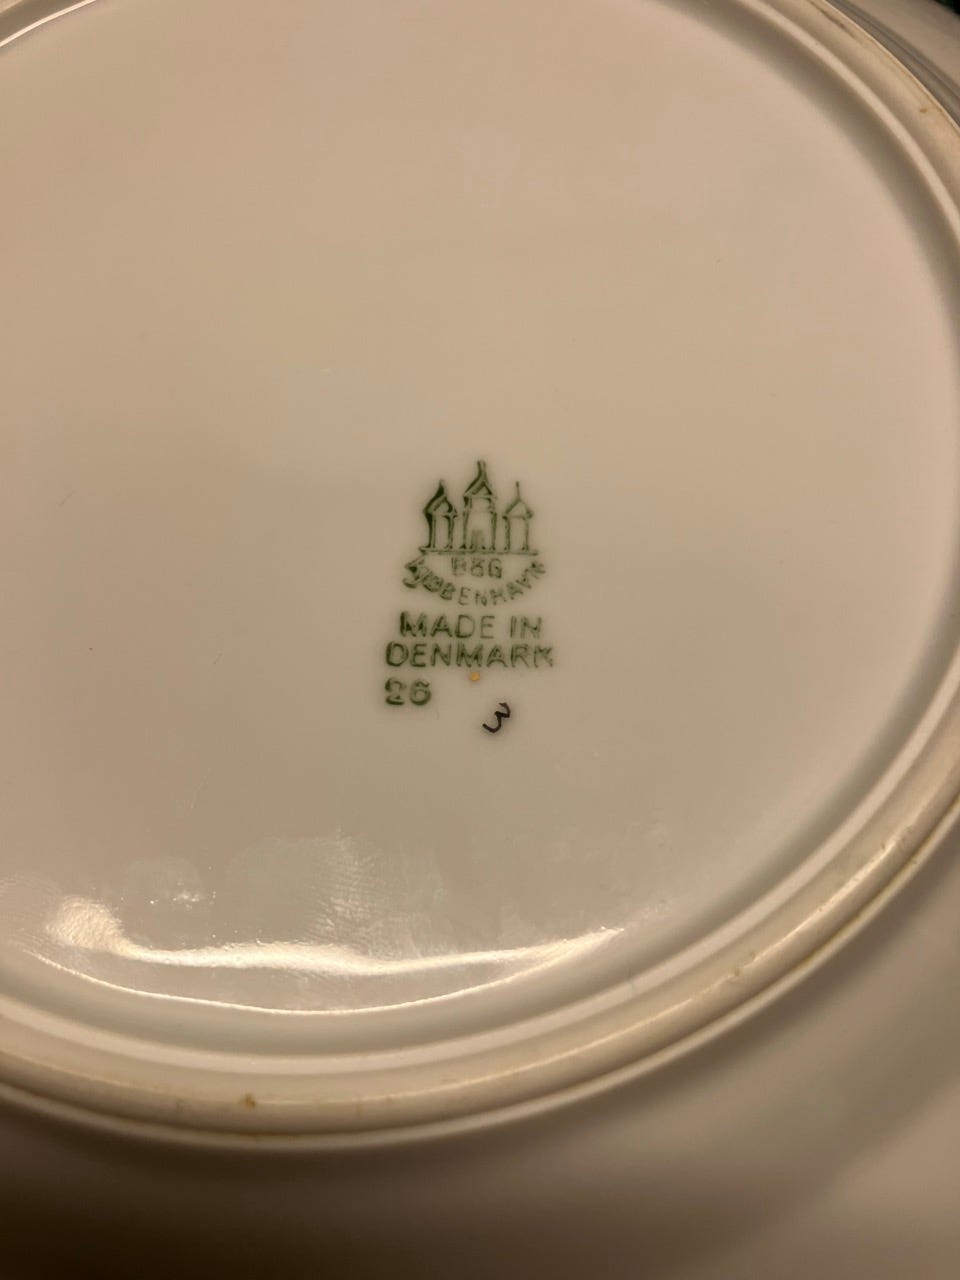 B&G
KJØBENHAVN
MADE IN
DENMARK
26
3